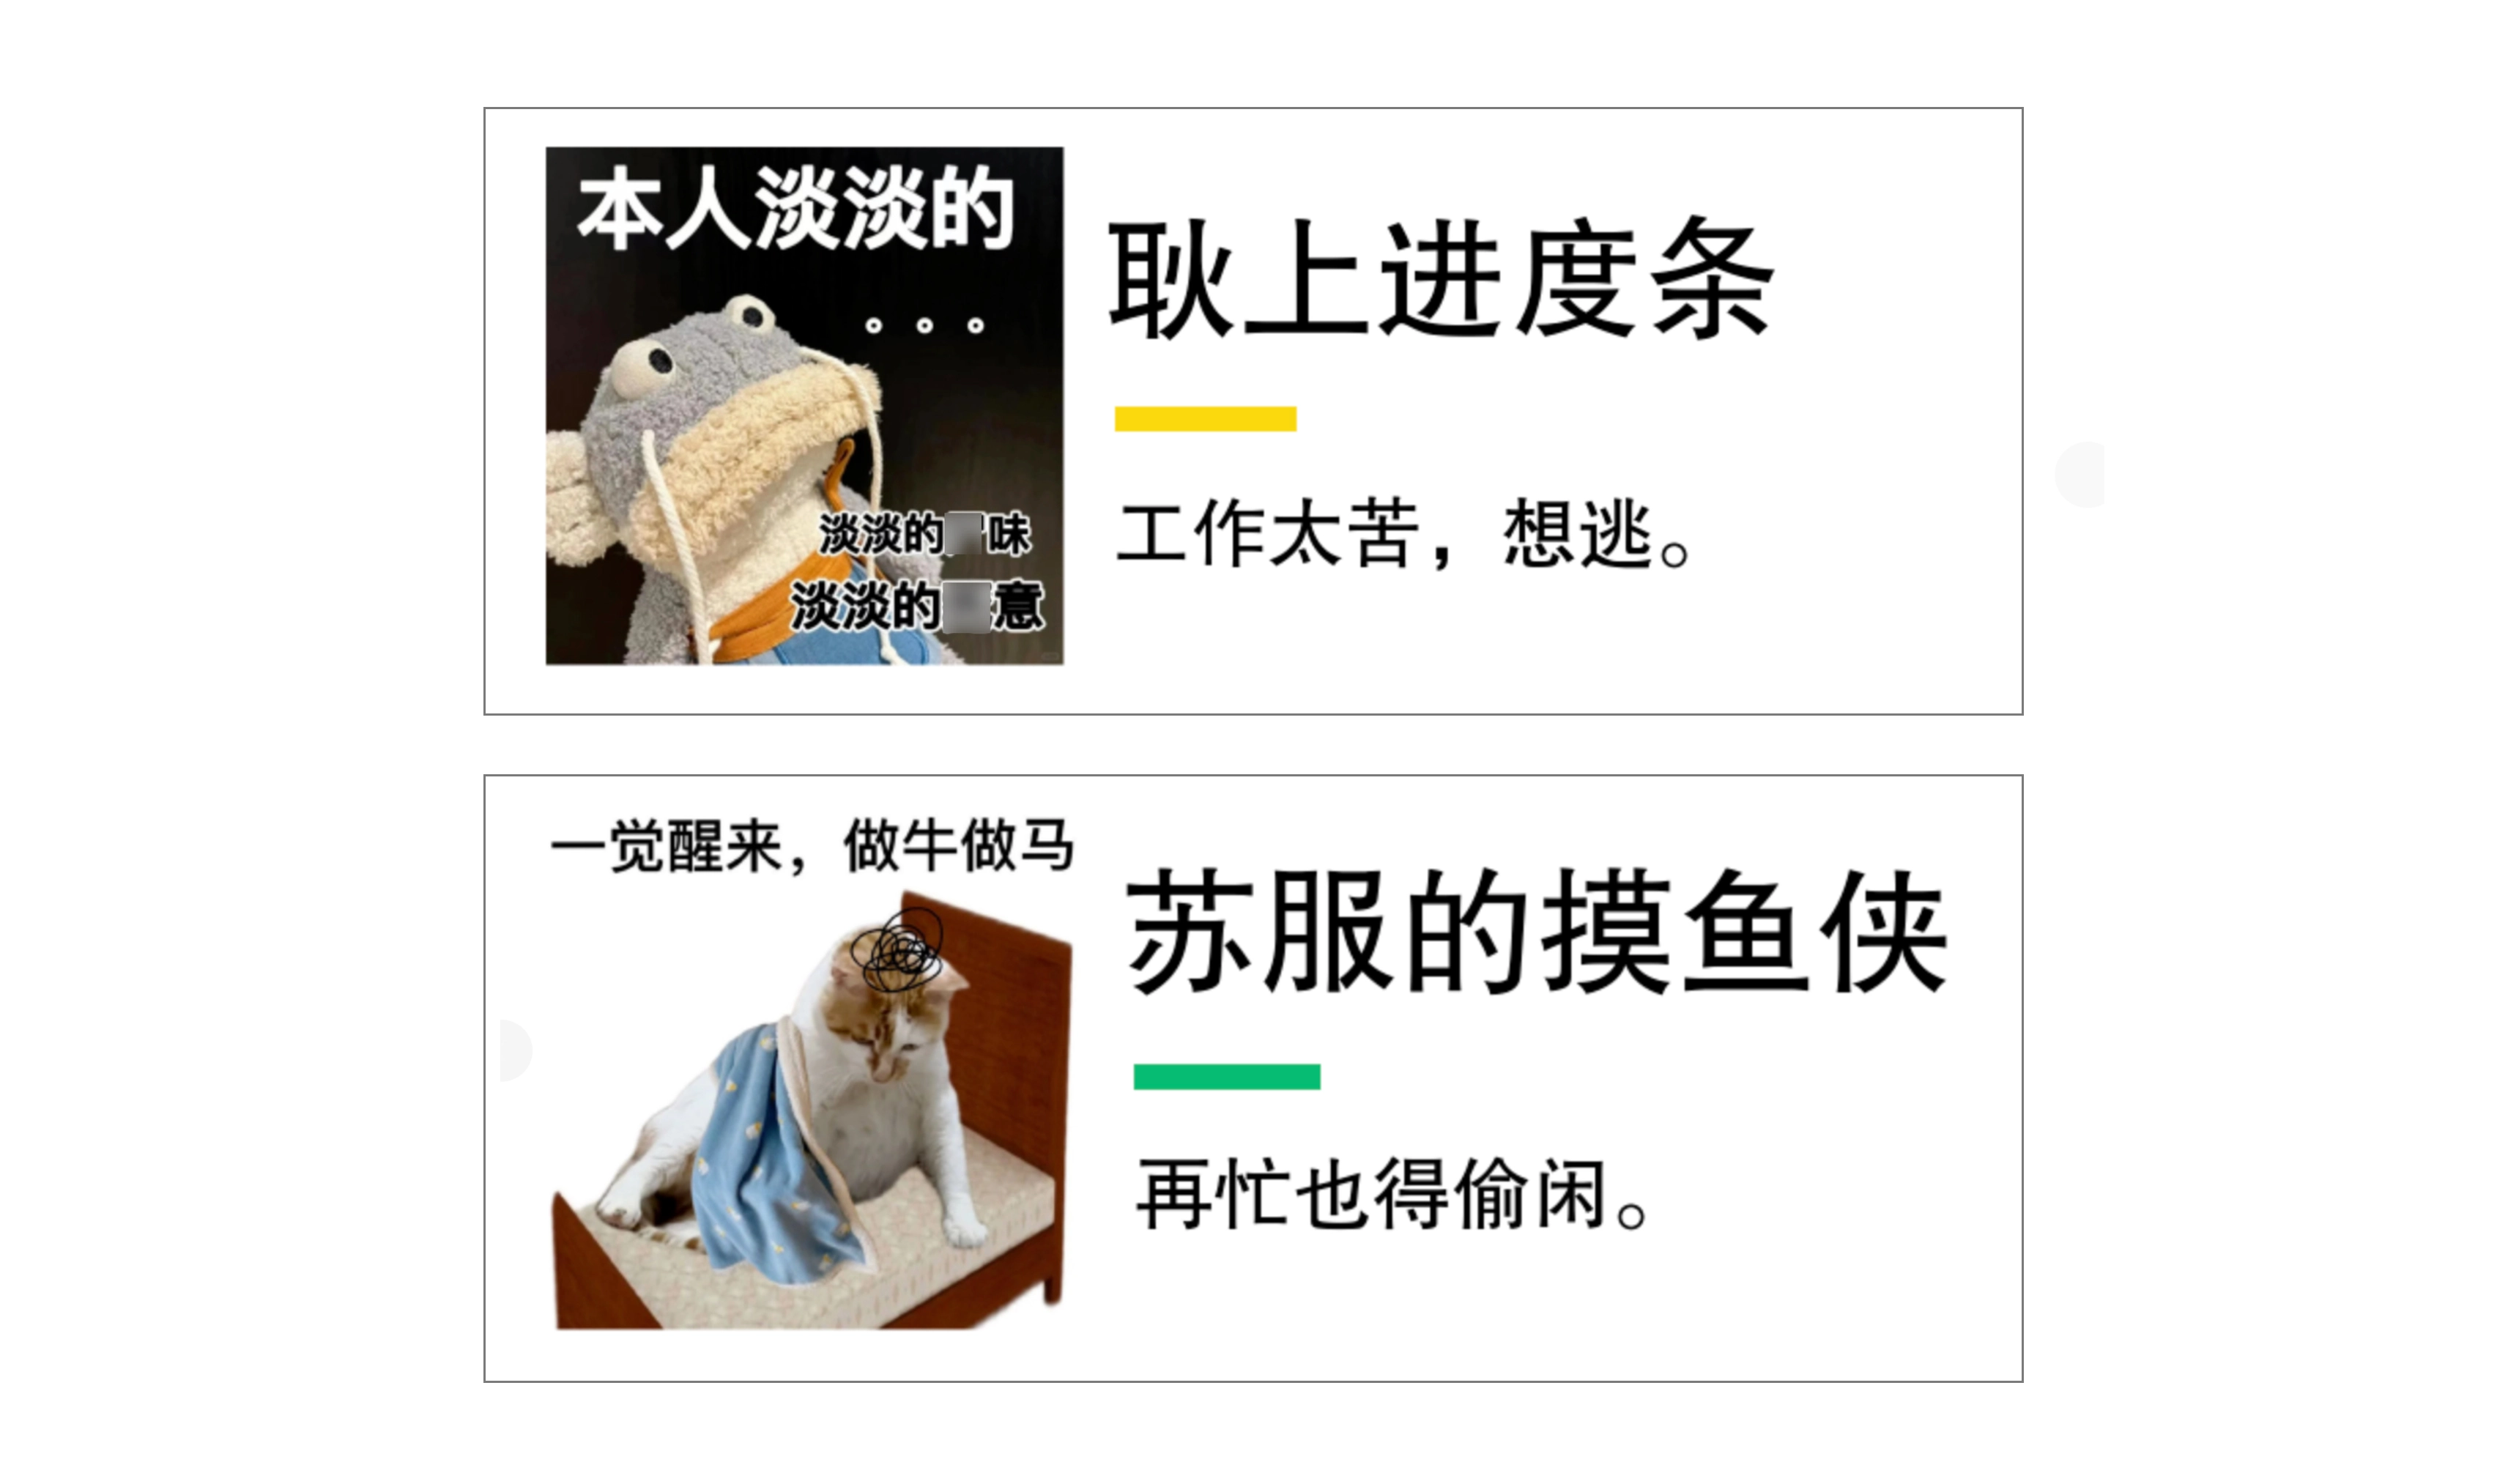 本人淡淡的
。。。
淡淡的味
淡淡的意
耿上进度条
工作太苦，想逃。
一觉醒来，做牛做马
苏服的摸鱼侠
再忙也得偷闲。